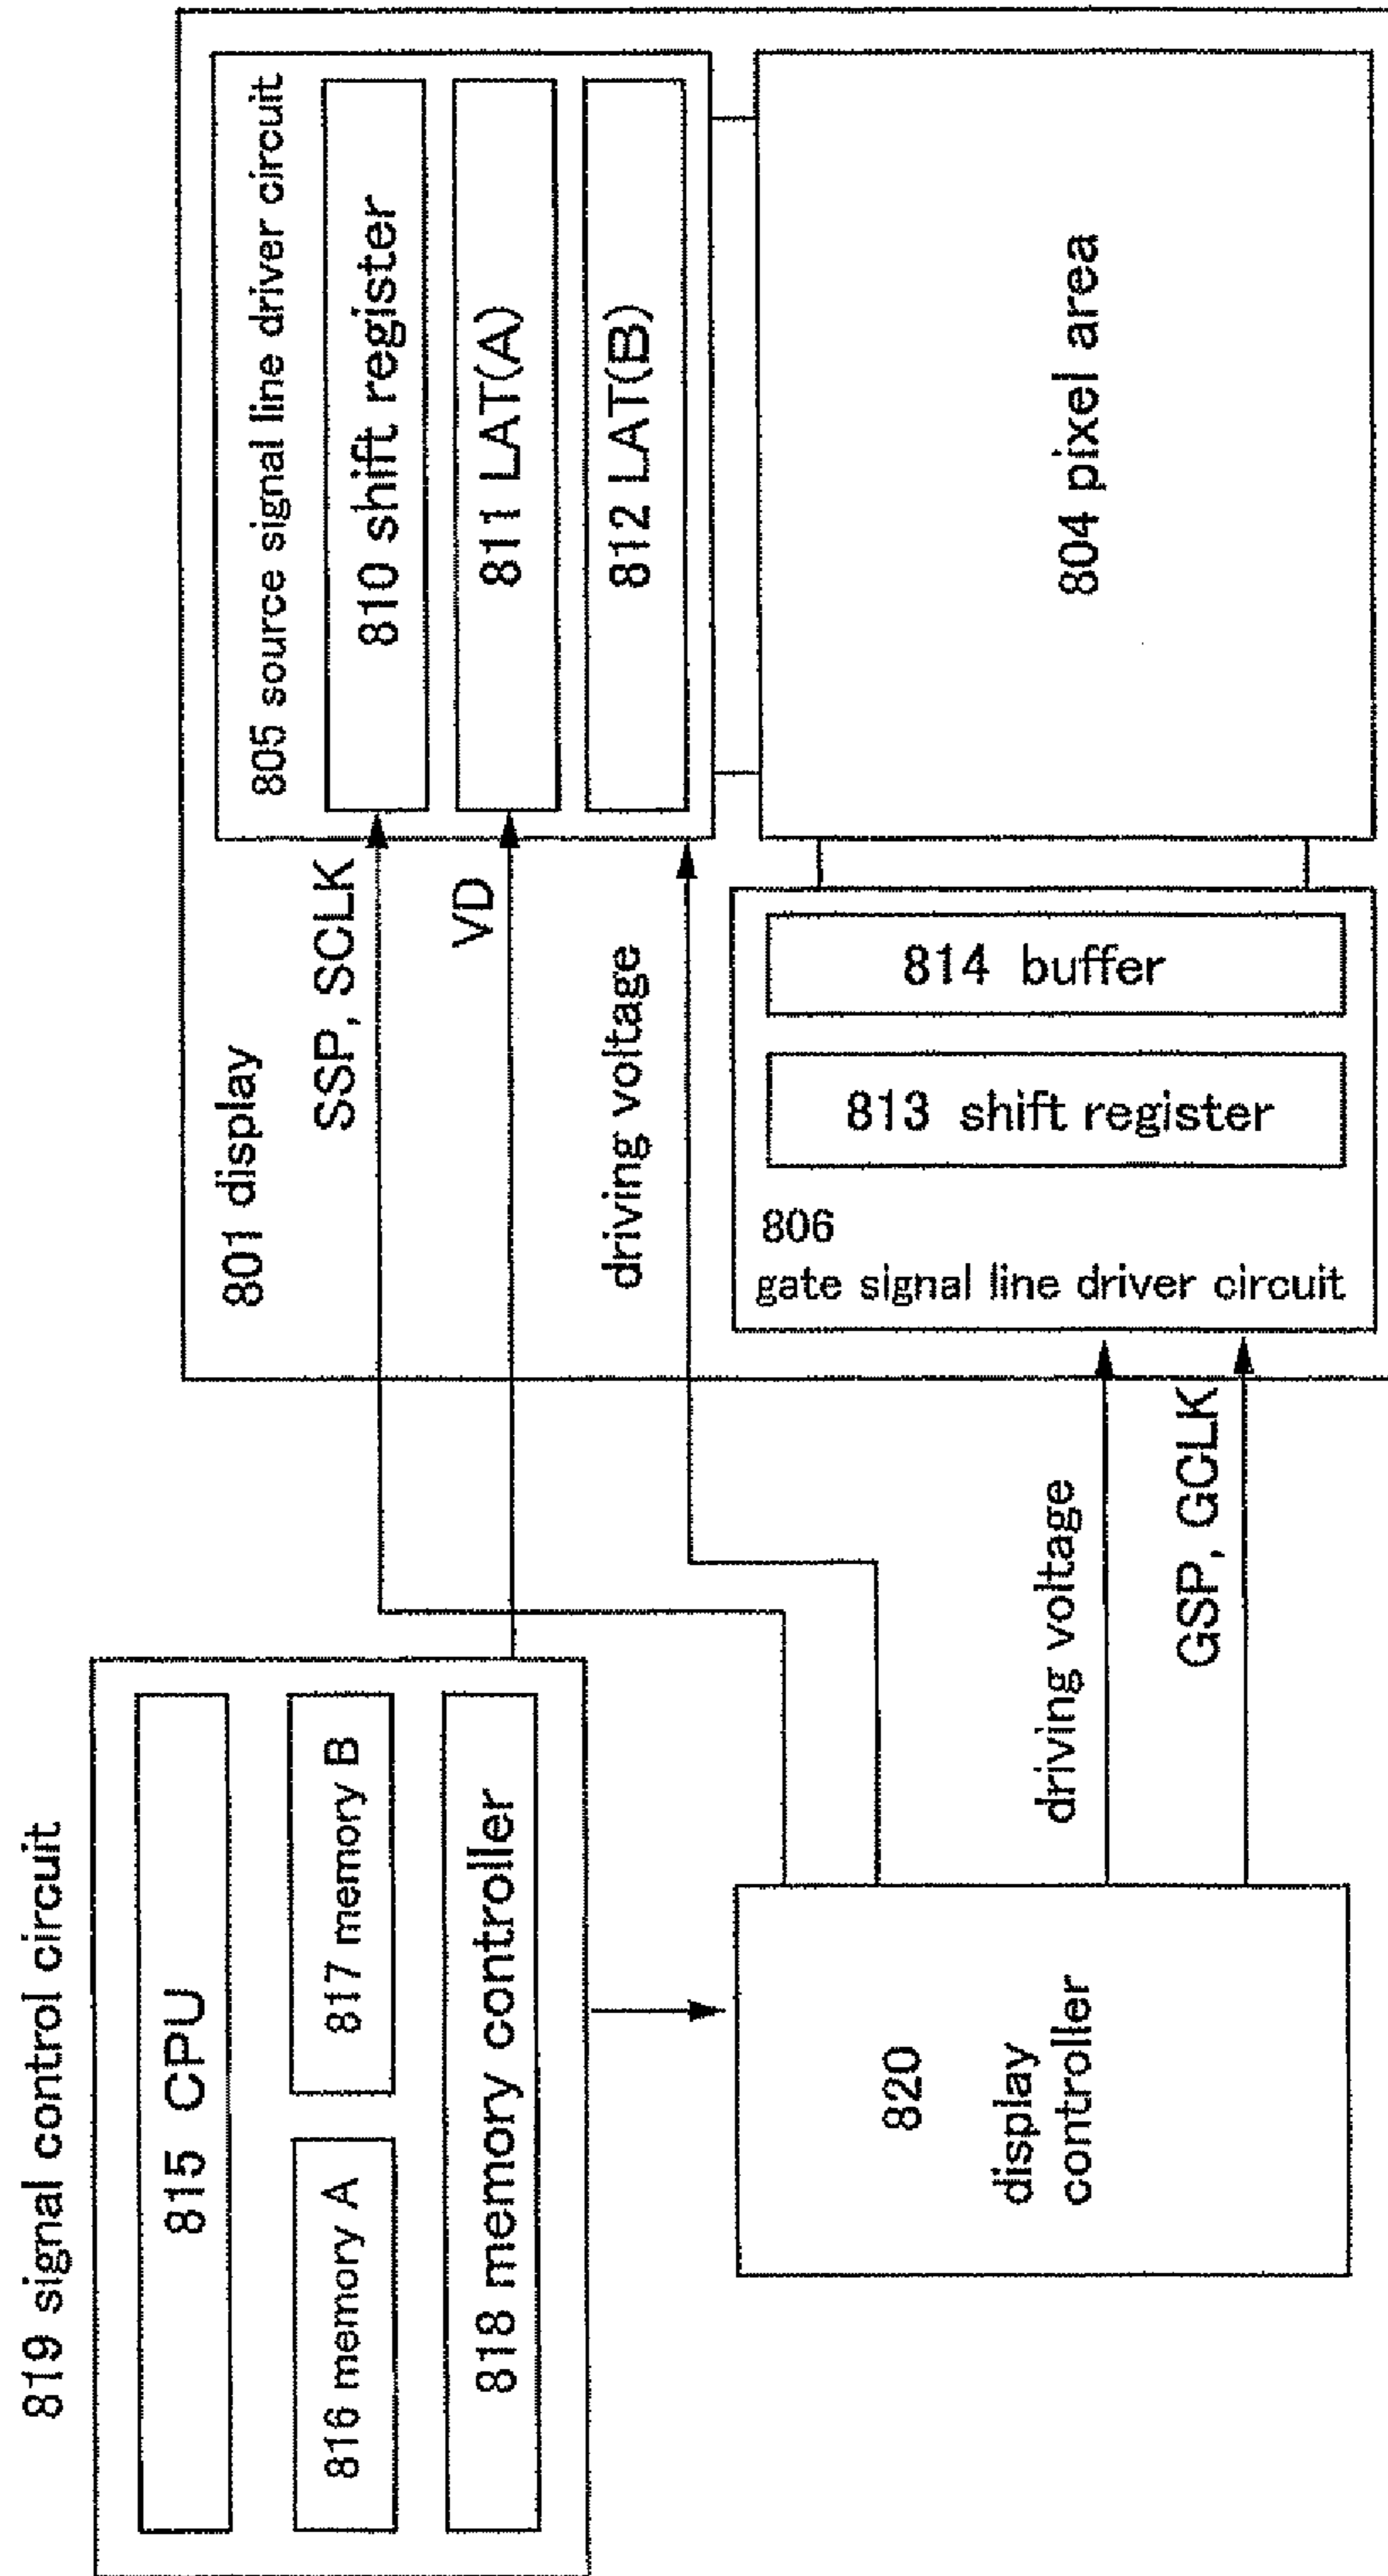 819 signal control circuit
815 CPU
816 memory A
817 memory B
818 memory controller
820
display
controller
801 display
SSP, SCLK
VD
driving voltage
driving voltage
GSP, GCLK
805 source signal line driver circuit
810 shift register
811 LAT(A)
812 LAT(B)
804 pixel area
814 buffer
813 shift register
806
gate signal line driver circuit